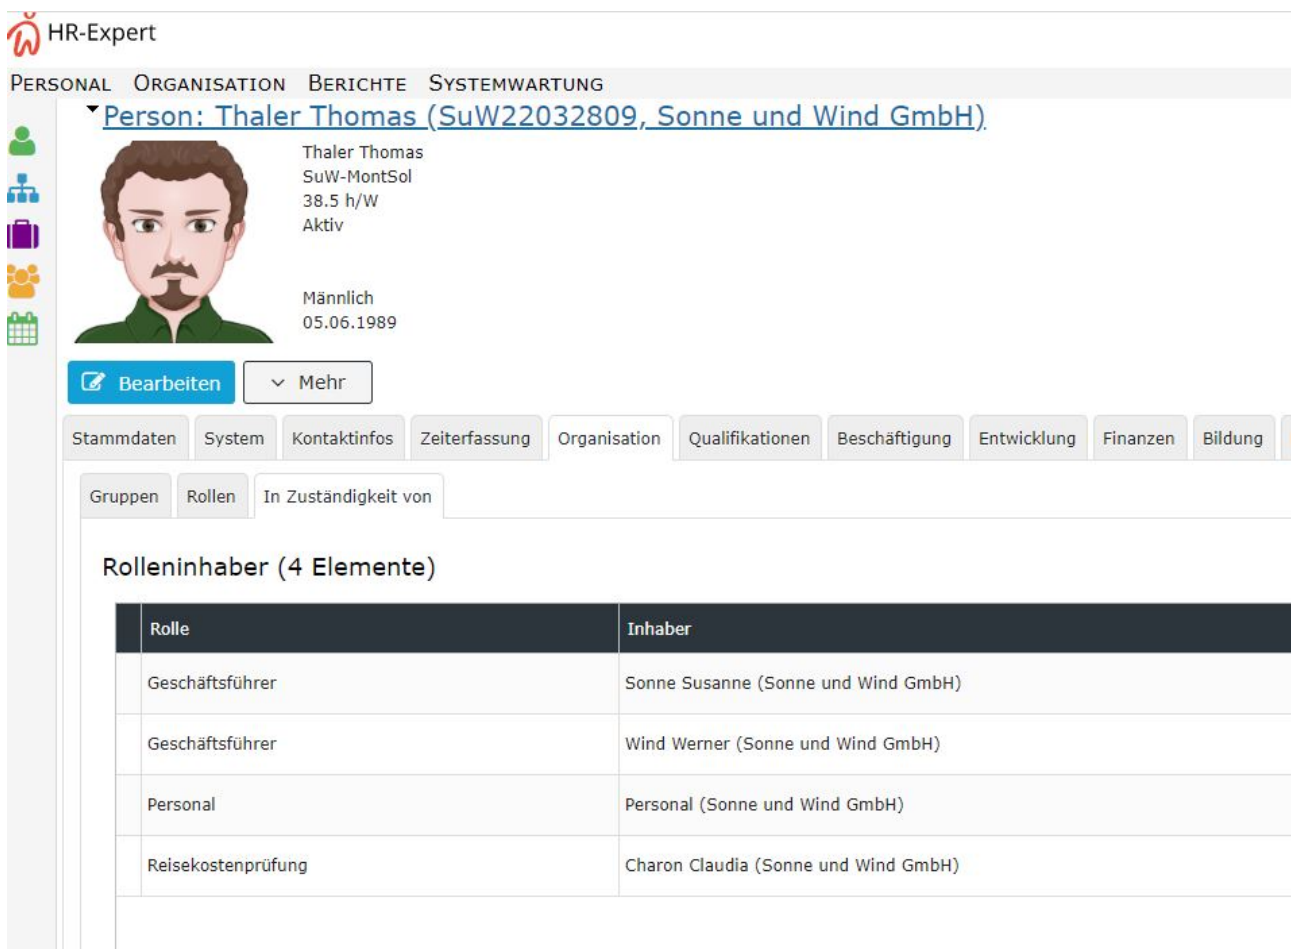 HR-Expert
PERSONAL ORGANISATION BERICHTE SYSTEMWARTUNG
Person: Thaler Thomas (SuW22032809, Sonne und Wind GmbH)
Thaler Thomas
SuW-MontSol
38.5 h/W
Aktiv
Männlich
05.06.1989
Bearbeiten Mehr
Stammdaten System Kontaktinfos Zeiterfassung Organisation Qualifikationen Beschäftigung Entwicklung Finanzen Bildung
Gruppen Rollen In Zuständigkeit von
Rolleninhaber (4 Elemente)
Rolle Inhaber
Geschäftsführer Sonne Susanne (Sonne und Wind GmbH)
Geschäftsführer Wind Werner (Sonne und Wind GmbH)
Personal Personal (Sonne und Wind GmbH)
Reisekostenprüfung Charon Claudia (Sonne und Wind GmbH)